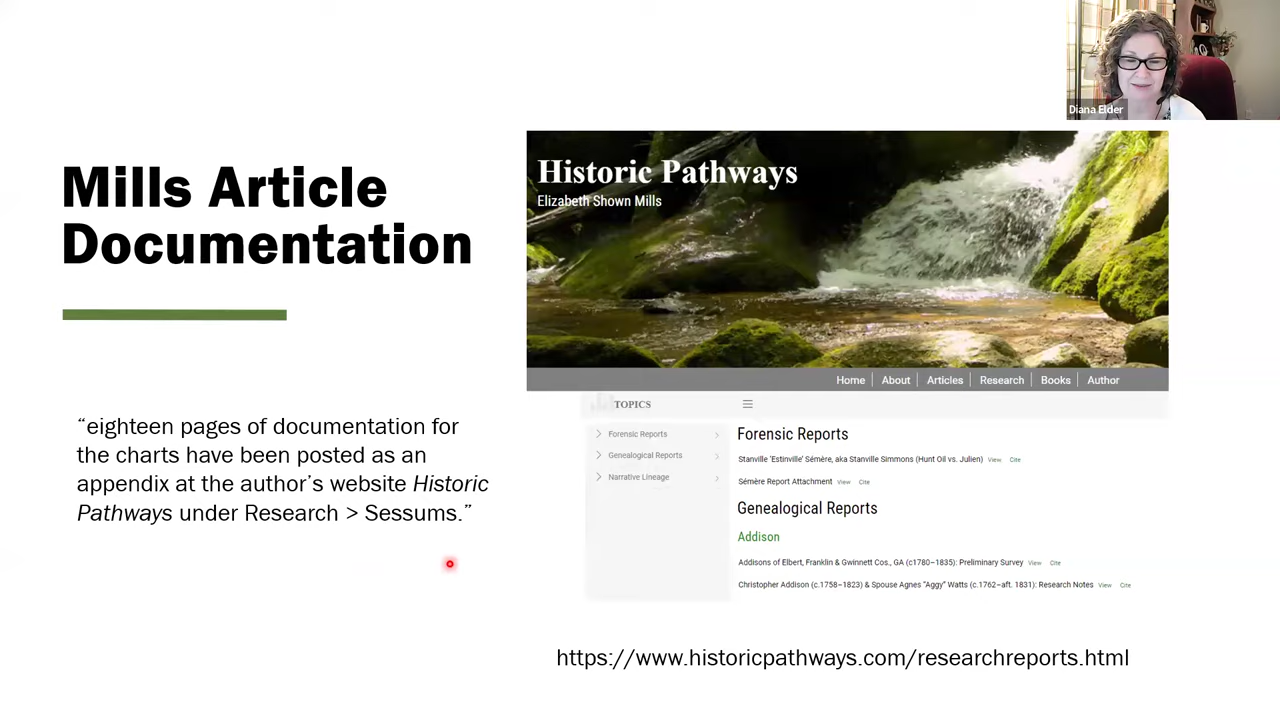 Diana Elder
Mills Article
Documentation
“eighteen pages of documentation for
the charts have been posted as an
appendix at the author’s website Historic
Pathways under Research > Sessums.”
Historic Pathways
Elizabeth Shown Mills
Home About Articles Research Books Author
TOPICS
Forensic Reports
Genealogical Reports
Narrative Lineage
Forensic Reports
Stanville ‘Estinville’ Sémère, aka Stanville Simmons (Hunt Oil vs. Julien) View Cite
Sémère Report Attachment View Cite
Genealogical Reports
Addison
Addisons of Elbert, Franklin & Gwinnett Cos., GA (c1780–1835): Preliminary Survey View Cite
Christopher Addison (c.1758–1823) & Spouse Agnes “Aggy” Watts (c.1762–aft. 1831): Research Notes View Cite
https://www.historicpathways.com/researchreports.html